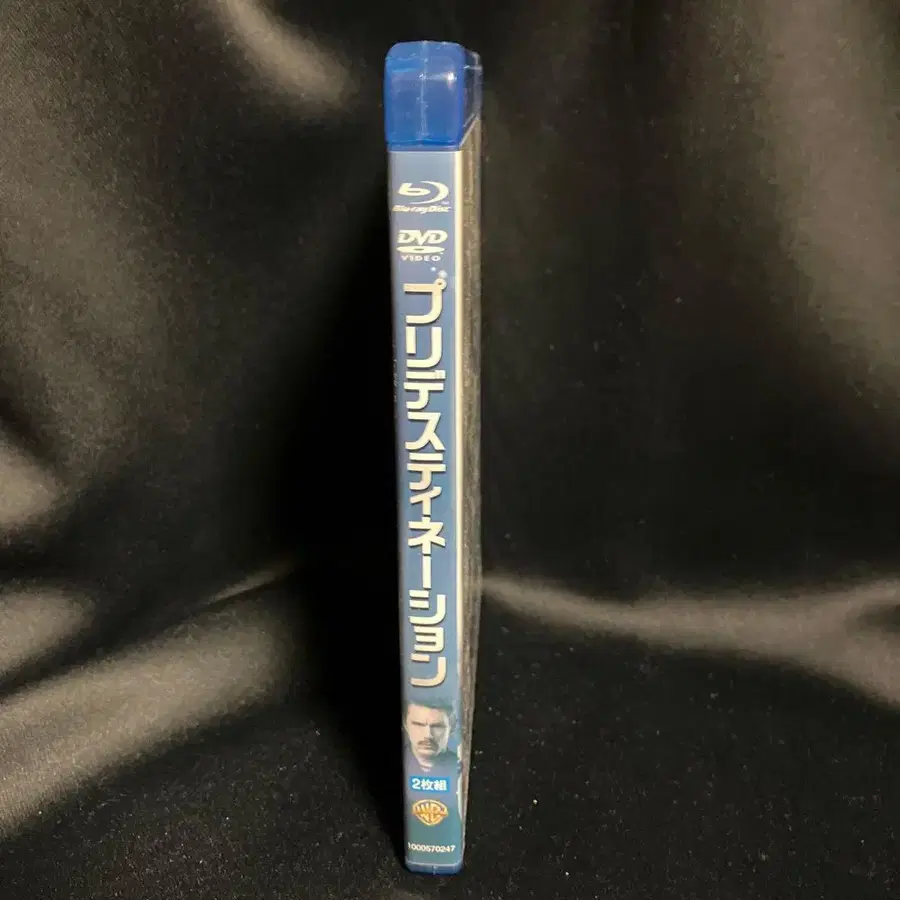 Blu-ray Disc
DVD
VIDEO
プリデスティネーション
2枚組
WB
1000570247